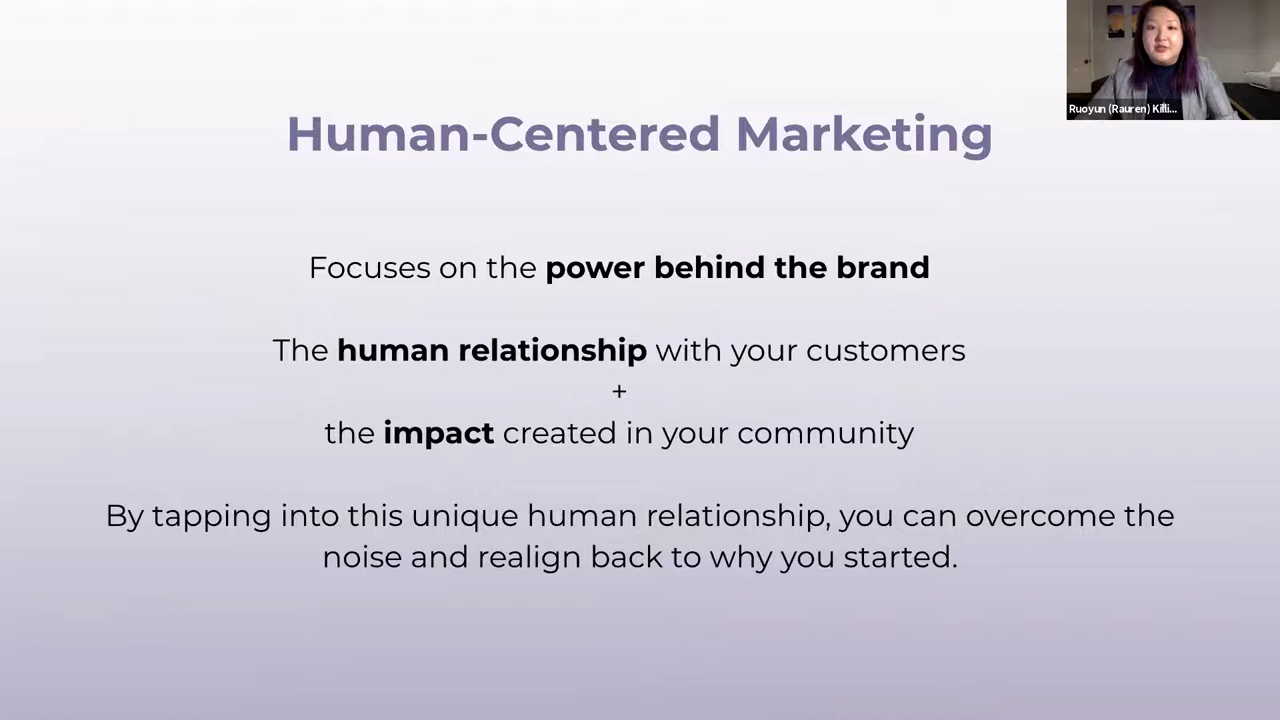 Ruoyun (Rauren) Killi...
Human-Centered Marketing
Focuses on the power behind the brand
The human relationship with your customers
+
the impact created in your community
By tapping into this unique human relationship, you can overcome the
noise and realign back to why you started.